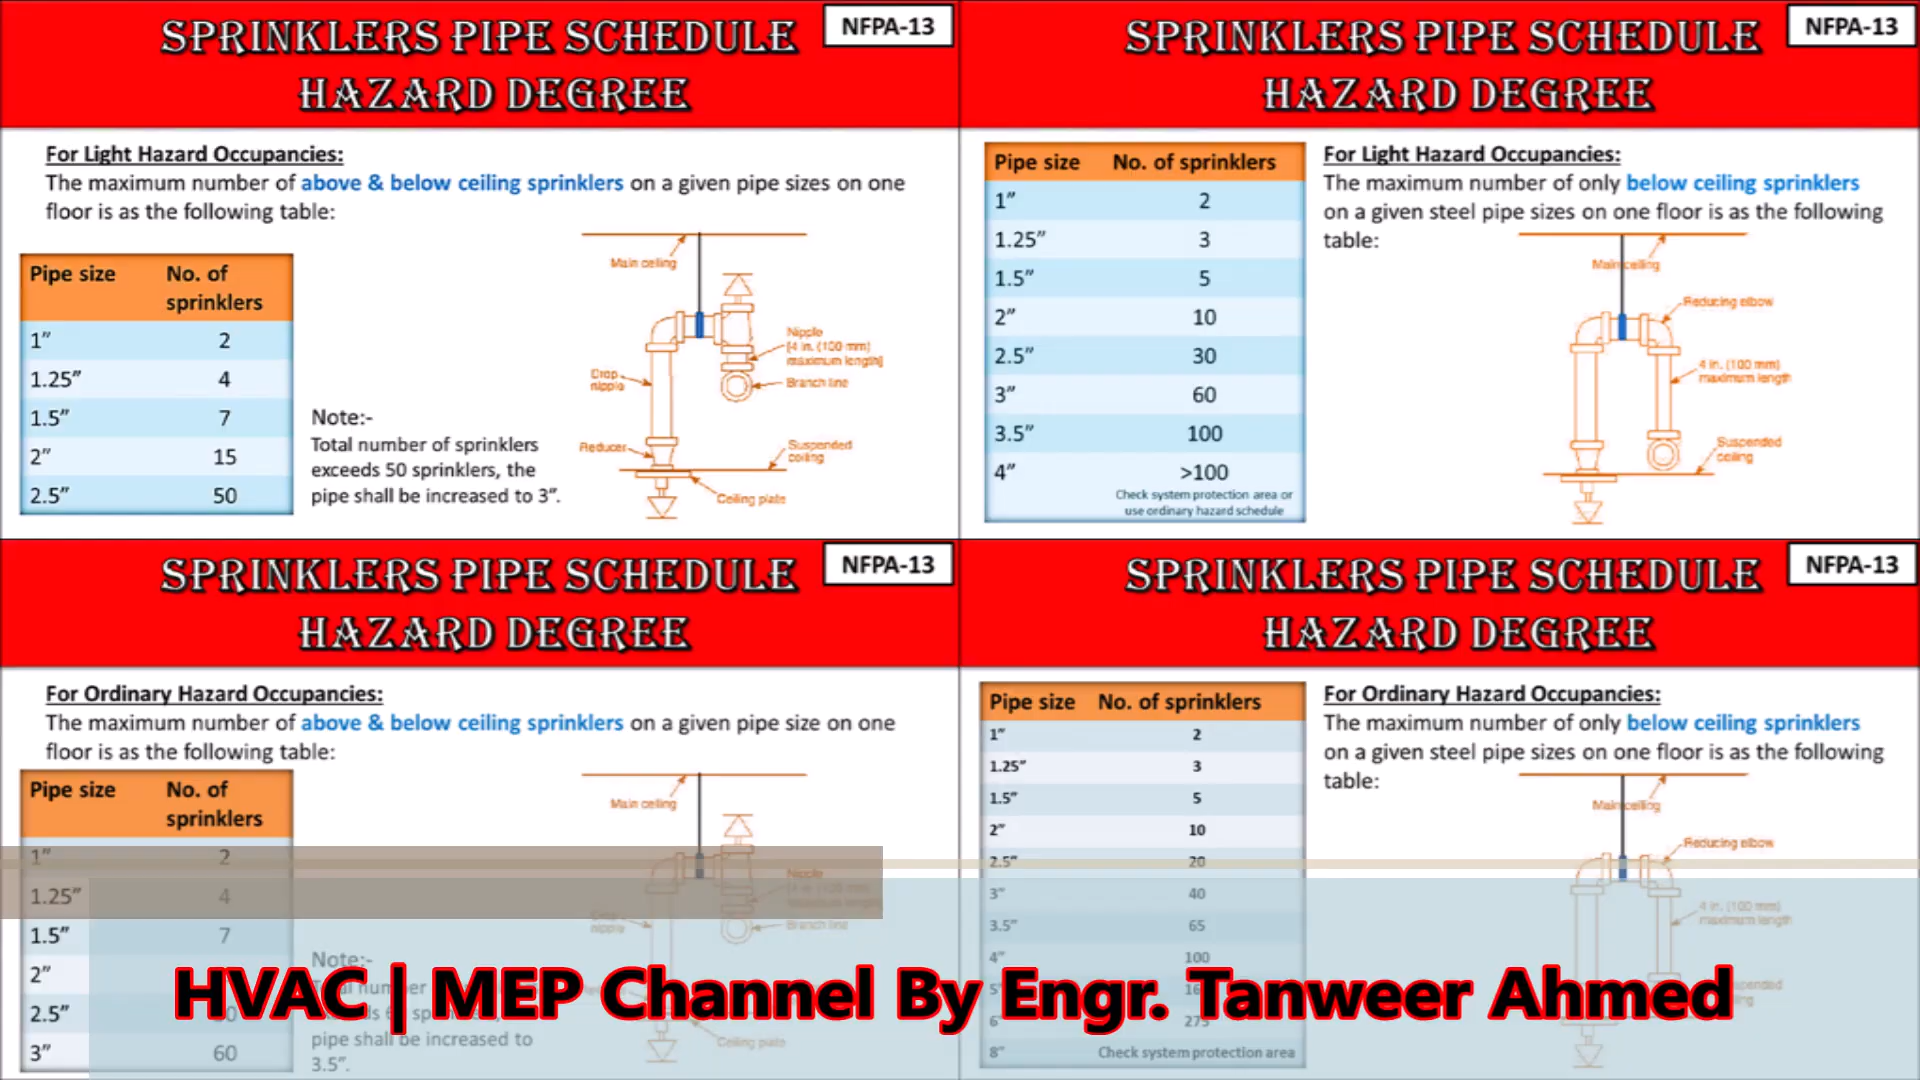 SPRINKLERS PIPE SCHEDULE
HAZARD DEGREE
NFPA-13
For Light Hazard Occupancies:
The maximum number of above & below ceiling sprinklers on a given pipe sizes on one
floor is as the following table:
Pipe size No. of
sprinklers
1” 2
1.25” 4
1.5” 7
2” 15
2.5” 50
Note:-
Total number of sprinklers
exceeds 50 sprinklers, the
pipe shall be increased to 3”.
Main ceiling
Nipple
[4 in. (100 mm)
maximum length]
Branch line
Drop
nipple
Reducer
Suspended
ceiling
Ceiling plate
SPRINKLERS PIPE SCHEDULE
HAZARD DEGREE
NFPA-13
Pipe size No. of sprinklers
1” 2
1.25” 3
1.5” 5
2” 10
2.5” 30
3” 60
3.5” 100
4” >100
Check system protection area or
use ordinary hazard schedule
For Light Hazard Occupancies:
The maximum number of only below ceiling sprinklers
on a given steel pipe sizes on one floor is as the following
table:
Main ceiling
Reducing elbow
4 in. (100 mm)
maximum length
Suspended
ceiling
SPRINKLERS PIPE SCHEDULE
HAZARD DEGREE
NFPA-13
For Ordinary Hazard Occupancies:
The maximum number of above & below ceiling sprinklers on a given pipe size on one
floor is as the following table:
Pipe size No. of
sprinklers
1” 2
1.25” 4
1.5” 7
2”
2.5”
3” 60
Note:-
pipe shall be increased to
3.5”.
Main ceiling
Nipple
maximum length
Branch line
nipple
Ceiling plate
SPRINKLERS PIPE SCHEDULE
HAZARD DEGREE
NFPA-13
Pipe size No. of sprinklers
1” 2
1.25” 3
1.5” 5
2” 10
2.5” 20
3” 40
3.5” 65
4” 100
6” 275
8” Check system protection area
For Ordinary Hazard Occupancies:
The maximum number of only below ceiling sprinklers
on a given steel pipe sizes on one floor is as the following
table:
Main ceiling
Reducing elbow
4 in. (100 mm)
maximum length
HVAC | MEP Channel By Engr. Tanweer Ahmed